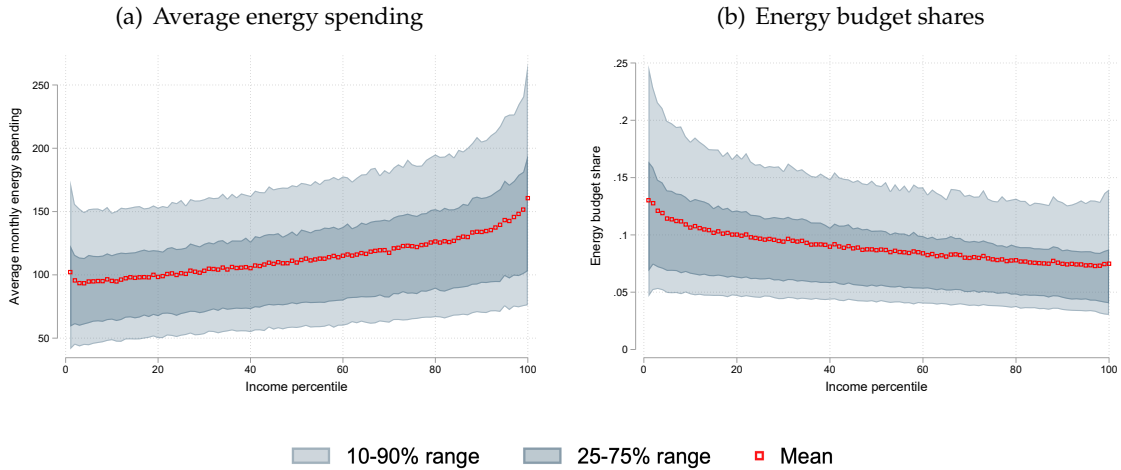 (a) Average energy spending
Average monthly energy spending
250
200
150
100
50
0 20 40 60 80 100
Income percentile
(b) Energy budget shares
Energy budget share
.25
.2
.15
.1
.05
0
0 20 40 60 80 100
Income percentile
10-90% range 25-75% range Mean